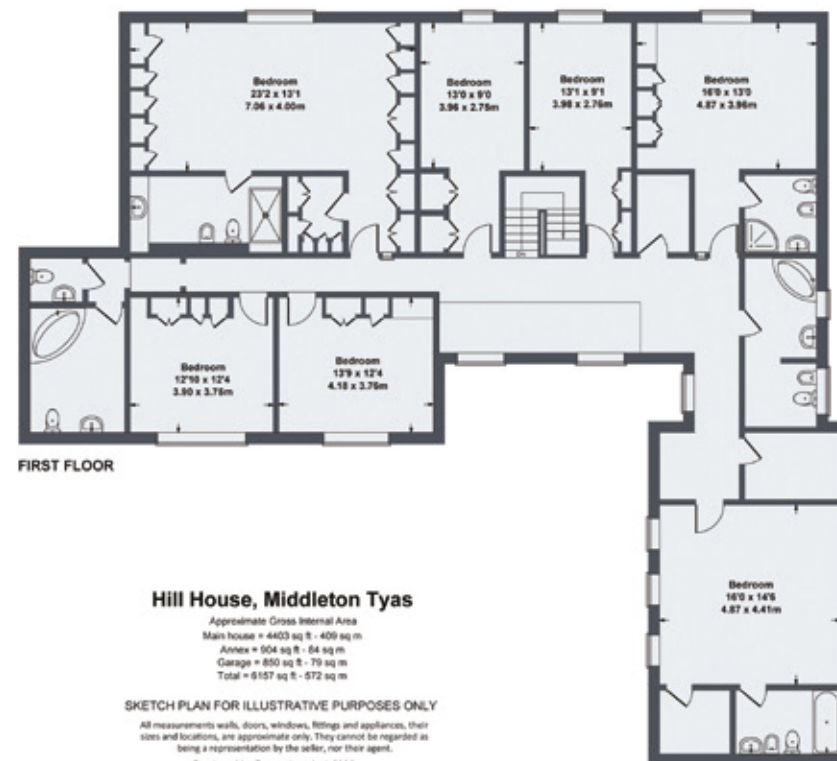 Bedroom
23'2 x 13'1
7.06 x 4.00m
Bedroom
13'0 x 9'0
3.96 x 2.75m
Bedroom
13'1 x 9'1
3.98 x 2.76m
Bedroom
16'0 x 13'0
4.87 x 3.96m
Bedroom
12'10 x 12'4
3.90 x 3.75m
Bedroom
13'9 x 12'4
4.18 x 3.75m
FIRST FLOOR
Bedroom
16'0 x 14'6
4.87 x 4.41m
Hill House, Middleton Tyas
Approximate Gross Internal Area
Main house = 4403 sq ft - 409 sq m
Annex = 904 sq ft - 84 sq m
Garage = 850 sq ft - 79 sq m
Total = 6157 sq ft - 572 sq m
SKETCH PLAN FOR ILLUSTRATIVE PURPOSES ONLY
All measurements walls, doors, windows, fittings and appliances, their
sizes and locations, are approximate only. They cannot be regarded as
being a representation by the seller, nor their agent.